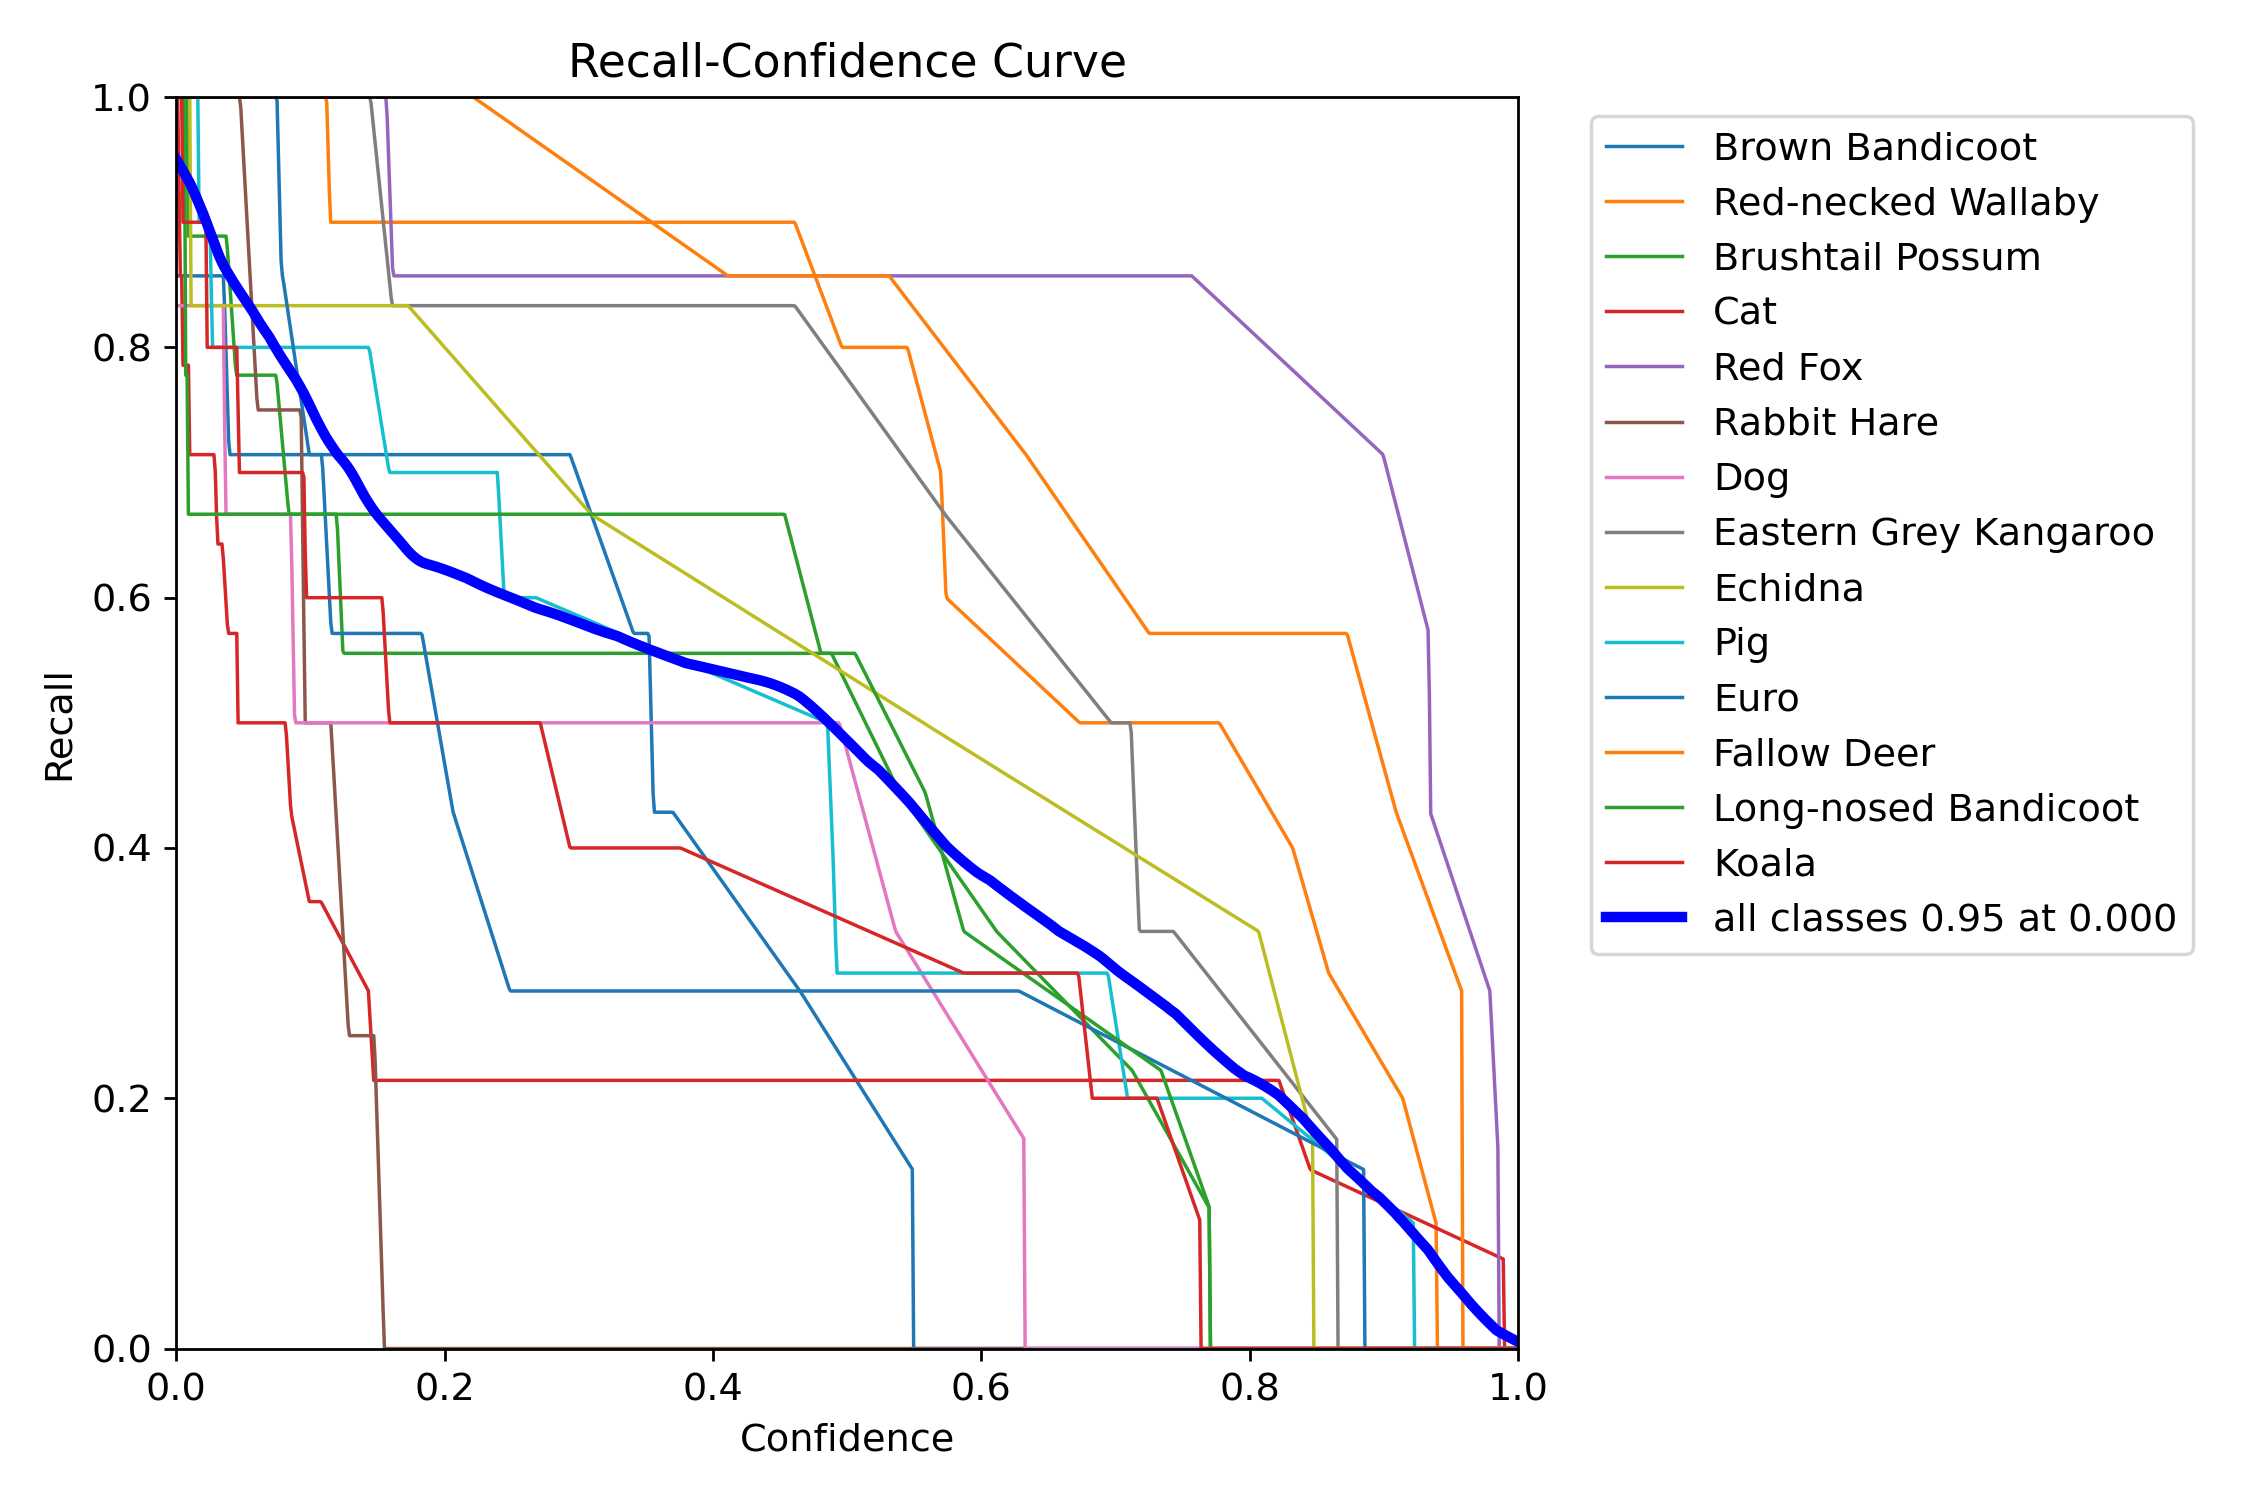 Recall-Confidence Curve
1.0
0.8
0.6
0.4
0.2
0.0
Recall
0.0 0.2 0.4 0.6 0.8 1.0
Confidence
Brown Bandicoot
Red-necked Wallaby
Brushtail Possum
Cat
Red Fox
Rabbit Hare
Dog
Eastern Grey Kangaroo
Echidna
Pig
Euro
Fallow Deer
Long-nosed Bandicoot
Koala
all classes 0.95 at 0.000